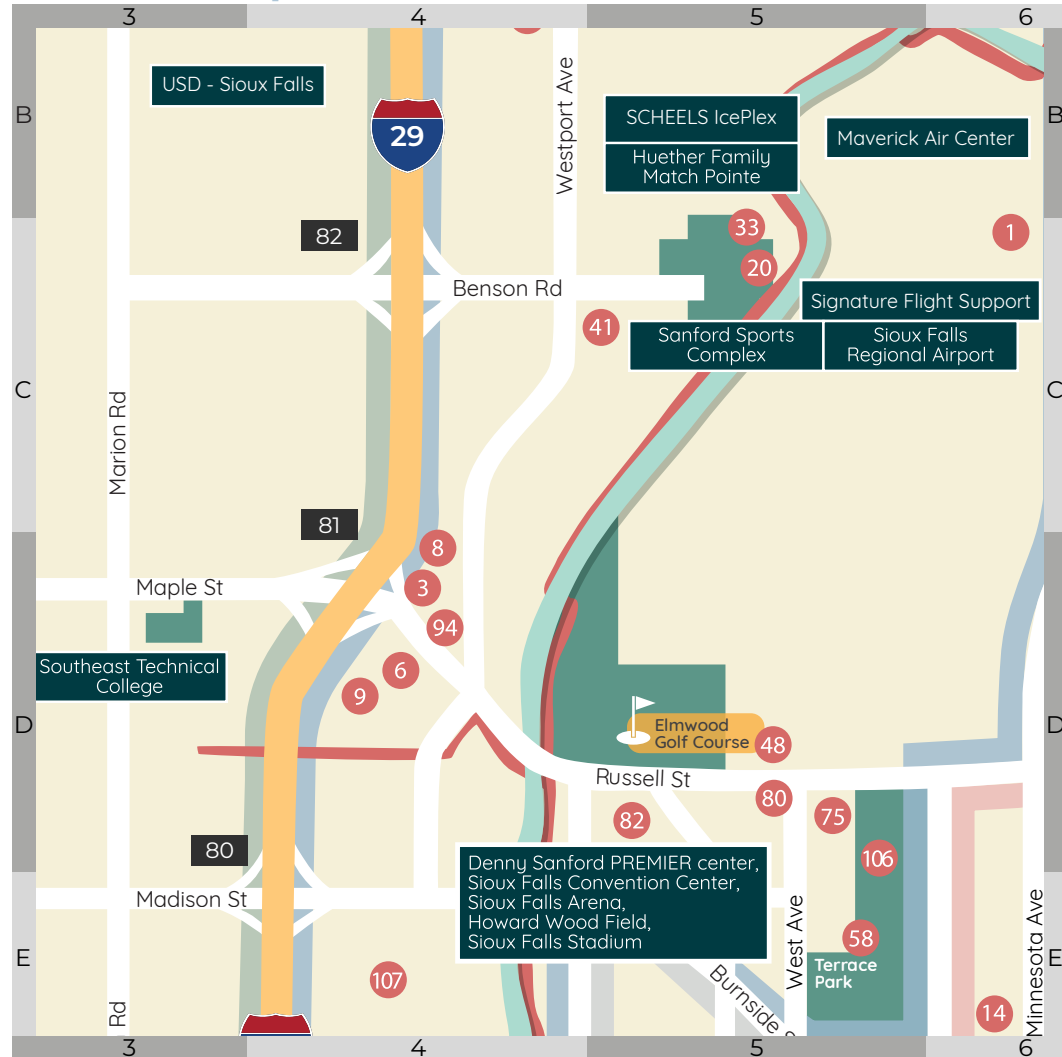 3
4
5
6
B
B
USD - Sioux Falls
29
Westport Ave
SCHEELS IcePlex
Huether Family
Match Pointe
Maverick Air Center
82
33
20
1
Benson Rd
41
Signature Flight Support
Sanford Sports
Complex
Sioux Falls
Regional Airport
C
C
Marion Rd
81
8
3
94
Maple St
6
9
Southeast Technical
College
D
D
Elmwood
Golf Course
48
Russell St
80
82
75
106
80
Denny Sanford PREMIER center,
Sioux Falls Convention Center,
Sioux Falls Arena,
Howard Wood Field,
Sioux Falls Stadium
Madison St
58
Terrace
Park
E
E
107
West Ave
Burnside
Minnesota Ave
14
Rd
3
4
5
6